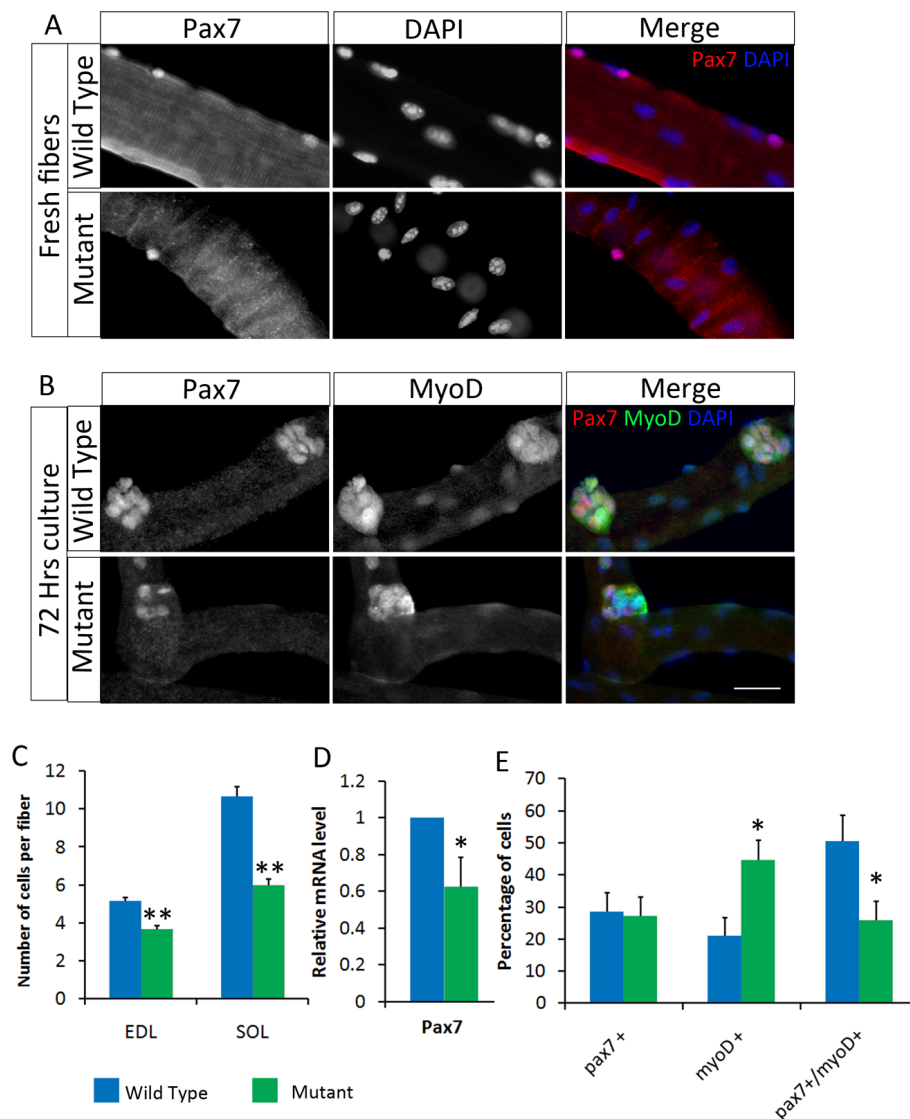 A
Pax7 DAPI Merge
Fresh fibers
Wild Type
Pax7 DAPI
Mutant
B
Pax7 MyoD Merge
72 Hrs culture
Wild Type
Pax7 MyoD DAPI
Mutant
C
Number of cells per fiber
12
10
8
6
4
2
0
**
**
EDL SOL
D
Relative mRNA level
1.2
1
0.8
0.6
0.4
0.2
0
*
Pax7
E
Percentage of cells
70
60
50
40
30
20
10
0
*
*
pax7+
myoD+
pax7+/myoD+
Wild Type Mutant